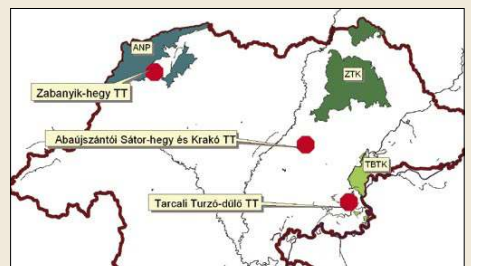 ANP
ZTK
Zabanyik-hegy TT
Abaújszántói Sátor-hegy és Krakó TT
TBTK
Tarcali Turzó-dűlő TT